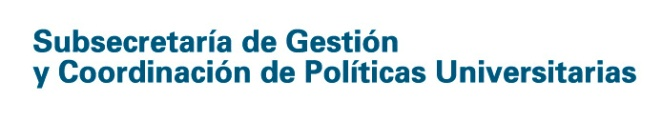 Subsecretaría de Gestión
y Coordinación de Políticas Universitarias